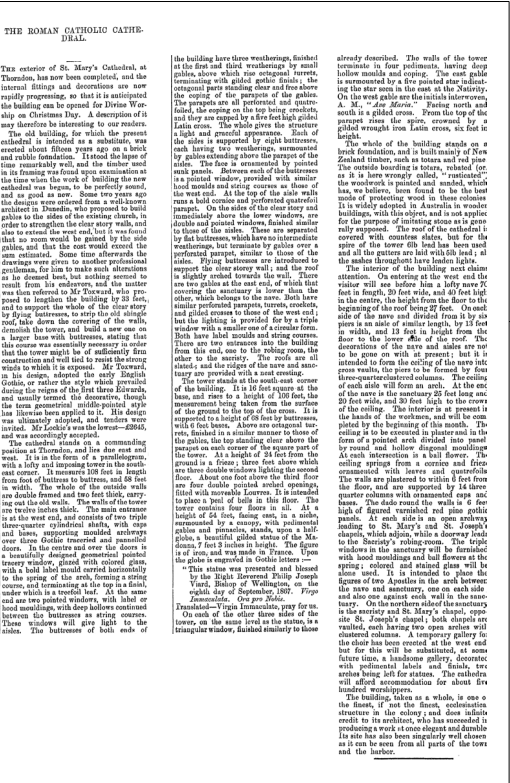 THE ROMAN CATHOLIC CATHE-
DRAL.
THE exterior of St. Mary's Cathedral, at
Thorndon, has now been completed, and the
internal fittings and decorations are now
rapidly progressing, so that it is anticipated
the building can be opened for Divine Wor-
ship on Christmas Day. A description of it
may therefore be interesting to our readers.
The old building, for which the present
cathedral is intended as a substitute, was
erected about fifteen years ago on a brick
and rubble foundation. It stood the lapse of
time remarkably well, and the timber used
in its framing was found upon examination at
the time when the work of building the new
cathedral was begun, to be perfectly sound,
and as good as new. Some two years ago
the designs were ordered from a well-known
architect in Dunedin, who proposed to build
gables to the sides of the existing church, in
order to strengthen the clear story walls, and
also to extend the west end, but it was found
that no room would be gained by the side
gables, and that the cost would exceed the
sum estimated. Some time afterwards the
drawings were given to another professional
gentleman, for him to make such alterations
as he deemed best, but nothing seemed to
result from his endeavors, and the matter
was then referred to Mr Toxward, who pro-
posed to lengthen the building by 33 feet,
and to support the whole of the clear story
by flying buttresses, to strip the old shingle
roof, take down the covering of the walls,
demolish the tower, and build a new one on
a larger base with buttresses, stating that
this course was essentially necessary in order
that the tower might be of sufficiently firm
construction and well tied to resist the strong
winds to which it is exposed. Mr Toxward,
in his design, adopted the early English
Gothic, or rather the style which prevailed
during the reigns of the first three Edwards,
and usually termed the decorative, though
the term geometrical middle-pointed style
has likewise been applied to it. His design
was ultimately adopted, and tenders were
invited. Mr Lockie's was the lowest—£2645,
and was accordingly accepted.
The cathedral stands on a commanding
position at Thorndon, and lies due east and
west. It is in the form of a parallelogram,
with a lofty and imposing tower in the south-
east corner. It measures 108 feet in length
from foot of buttress to buttress, and 58 feet
in width. The whole of the outside walls
are double framed and two feet thick, carry-
ing out the old walls. The walls of the tower
are twelve inches thick. The main entrance
is at the west end, and consists of two triple
three-quarter cylindrical shafts, with caps
and bases, supporting mouldred archways
over three Gothic traceried and pannelled
doors. In the centre and over the doors is
a beautifully designed geometrical pointed
tracery window, glazed with colored glass,
with a bold label mould carried horizontally
to the spring of the arch, forming a string
course, and terminating at the top in a finial,
under which is a trefoil leaf. At the same
end are two pointed windows, with label or
hood mouldings, with deep hollows continued
between the buttresses as string courses.
These windows will give light to the
aisles. The buttresses of both ends of
the building have three weatherings, finished
at the first and third weatherings by small
gables, above which rise octagonal turrets,
terminating with gilded gothic finials; the
octagonal parts standing clear and free above
the coping of the gables of the parapets.
The parapets are all perforated and quatre-
foiled, the coping on the top being crockets,
and they are capped by a five feet high gilded
Latin cross. The whole gives the structure
a light and graceful appearance. Each of
the sides is supported by eight buttresses,
each having two weatherings, surmounted
by gables extending above the parapet of the
aisles. The face is ornamented by pointed
sunk panels. Between each of the buttresses
is a pointed window, provided with similar
hood moulds and string courses as those of
the west end. At the top of the aisle walls
runs a bold cornice and perforated quatrefoil
parapet. On the sides of the clear story and
immediately above the lower windows, are
double and pointed windows, finished similar
to those of the aisles. These are separated
by flat buttresses, which have no intermediate
weatherings, but terminate by gables over a
perforated parapet, similar to those of the
aisles. Flying buttresses are introduced to
support the clear story wall; and the roof
is slightly arched towards the wall. There
are two gables at the east end, of which that
covering the sanctuary is lower than the
other, which belongs to the nave. Both have
similar perforated parapets, turrets, crockets,
and gilded crosses to those of the west end;
but the lighting is provided for by a triple
window with a smaller one of a circular form.
Both have label moulds and string courses.
There are two entrances into the building
from this end, one to the robing room, the
other to the sacristy. The roofs are all
slated; and the ridges of the nave and sanc-
tuary are provided with a neat cresting.
The tower stands at the south-east corner
of the building. It is 16 feet square at the
base, and rises to a height of 106 feet, the
measurement being taken from the surface
of the ground to the top of the cross. It is
supported to a height of 68 feet by buttresses,
with 6 foot bases. Above are octagonal tur-
rets, finished in a similar manner to those of
the gables, the top standing clear above the
parapet on each corner of the square part of
the tower. At a height of 24 feet from the
ground is a frieze; three feet above which
are three double windows lighting the second
floor. About one foot above the third floor
are four double pointed arched openings,
fitted with moveable Louvres. It is intended
to place a peal of bells in this floor. The
tower contains four floors in all. At a
height of 54 feet, facing east, in a niche,
surmounted by a canopy, with pedimental
gables and pinnacles, stands, upon a half-
globe, a beautiful gilded statue of the Ma-
donna, 7 feet 3 inches in height. The figure
is of iron, and was made in France. Upon
the globe is engraved in Gothic letters:—
"This statue was presented and blessed
by the Right Reverend Philip Joseph
Viard, Bishop of Wellington, on the
eighth day of September, 1867. Virgo
Immaculata. Ora pro Nobis.
Translated—Virgin Immaculate, pray for us.
On each of the other three sides of the
tower, on the same level as the statue, is a
triangular window, finished similarly to those
already described. The walls of the tower
terminate in four pediments, having deep
hollow moulds and coping. The east gable
is surmounted by a five pointed star indicat-
ing the star seen in the east at the Nativity.
On the west gable are the initials interwoven,
A. M., "Ave Maria." Facing north and
south is a gilded cross. From the top of the
parapet rises the spire, crowned by a
gilded wrought iron Latin cross, six feet in
height.
The whole of the building stands on a
brick foundation, and is built mainly of New
Zealand timber, such as totara and red pine.
The outside boarding is totara, rebated (or,
as it is here wrongly called, "rusticated"),
the woodwork is painted and sanded, which
has, we believe, been found to be the best
mode of protecting wood in these colonies.
It is widely adopted in Australia in wooden
buildings, with this object, and is not applied
for the purpose of imitating stone as is gene-
rally supposed. The roof of the cathedral is
covered with countess slates, but for the
spire of the tower 6lb lead has been used
and all the gutters are laid with 5lb lead; all
the sashes throughout have leaden lights.
The interior of the building next claims
attention. On entering at the west end the
visitor will see before him a lofty nave 76
feet in length, 20 feet wide, and 40 feet high
in the centre, the height from the floor to the
beginning of the roof being 27 feet. On each
side of the nave and divided from it by six
piers is an aisle of similar length, by 13 feet
in width, and 13 feet in height from the
floor to the lower side of the roof. The
decorations of the nave and aisles are not
to be gone on with at present; but it is
intended to form the ceiling of the nave into
cross vaults, the piers to be formed by four
three-quarter clustered columns. The ceiling
of each aisle will form an arch. At the end
of the nave is the sanctuary 25 feet long and
20 feet wide, and 30 feet high to the crown
of the ceiling. The interior is at present in
the hands of the workmen, and will be com
pleted by the beginning of this month. The
ceiling is to be executed in plaster and in the
form of a pointed arch divided into panels
by round and hollow diagonal mouldings.
At each intersection is a ball flower. The
ceiling springs from a cornice and frieze
ornamented with leaves and quatrefoils.
The walls are plastered to within 6 feet from
the floor, and are supported by 14 three
quarter columns with ornamented caps and
bases. The dado round the walls is 6 feet
high of figured varnished red pine gothic
panels. At each side is an open archway
leading to St. Mary's and St. Joseph's
chapels, which adjoin, while a doorway leads
to the Sacristy's robing-room. The triple
windows in the sanctuary will be furnished
with hood moulds and ball flowers at the
spring; colored and stained glass will be
alone used. It is intended to place the
figures of two Apostles in the arch between
the nave and sanctuary, one on each side
and also one against each wall in the sanc-
tuary. On the northern side of the sanctuary
is the sacristy and St. Mary's chapel, oppo-
site St. Joseph's chapel; both chapels are
vaulted, each having two open arches with
clustered columns. A temporary gallery for
the choir has been erected at the west end
but for this will be substituted, at some
future time, a handsome gallery, decorated
with pedimental labels and finials, two
arches being left for statues. The cathedral
will afford accommodation for about five
hundred worshippers.
The building, taken as a whole, is one of
the finest, if not the finest, ecclesiastical
structure in the colony; and does infinite
credit to its architect, who has succeeded in
producing a work at once elegant and durable.
Its site has also been singularly well chosen
as it can be seen from all parts of the town
and the harbor.